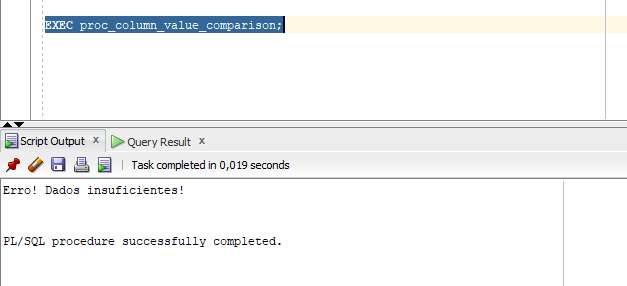 EXEC proc_column_value_comparison;
Script Output x
Query Result x
Task completed in 0,019 seconds
Erro! Dados insuficientes!
PL/SQL procedure successfully completed.